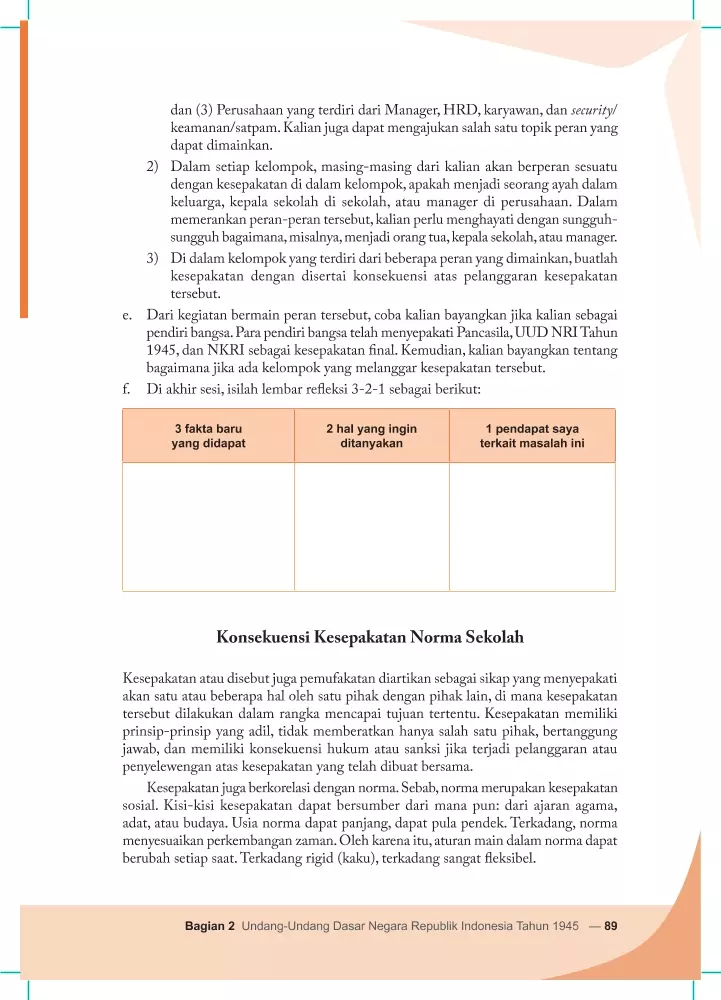 dan (3) Perusahaan yang terdiri dari Manager, HRD, karyawan, dan security/
keamanan/satpam. Kalian juga dapat mengajukan salah satu topik peran yang
dapat dimainkan.
2) Dalam setiap kelompok, masing-masing dari kalian akan berperan sesuatu
dengan kesepakatan di dalam kelompok, apakah menjadi seorang ayah dalam
keluarga, kepala sekolah di sekolah, atau manager di perusahaan. Dalam
memerankan peran-peran tersebut, kalian perlu menghayati dengan sungguh-
sungguh bagaimana, misalnya, menjadi orang tua, kepala sekolah, atau manager.
3) Di dalam kelompok yang terdiri dari beberapa peran yang dimainkan, buatlah
kesepakatan dengan disertai konsekuensi atas pelanggaran kesepakatan
tersebut.
e. Dari kegiatan bermain peran tersebut, coba kalian bayangkan jika kalian sebagai
pendiri bangsa. Para pendiri bangsa telah menyepakati Pancasila, UUD NRI Tahun
1945, dan NKRI sebagai kesepakatan final. Kemudian, kalian bayangkan tentang
bagaimana jika ada kelompok yang melanggar kesepakatan tersebut.
f. Di akhir sesi, isilah lembar refleksi 3-2-1 sebagai berikut:
3 fakta baru
yang didapat
2 hal yang ingin
ditanyakan
1 pendapat saya
terkait masalah ini
Konsekuensi Kesepakatan Norma Sekolah
Kesepakatan atau disebut juga pemufakatan diartikan sebagai sikap yang menyepakati
akan satu atau beberapa hal oleh satu pihak dengan pihak lain, di mana kesepakatan
tersebut dilakukan dalam rangka mencapai tujuan tertentu. Kesepakatan memiliki
prinsip-prinsip yang adil, tidak memberatkan hanya salah satu pihak, bertanggung
jawab, dan memiliki konsekuensi hukum atau sanksi jika terjadi pelanggaran atau
penyelewengan atas kesepakatan yang telah dibuat bersama.
Kesepakatan juga berkorelasi dengan norma. Sebab, norma merupakan kesepakatan
sosial. Kisi-kisi kesepakatan dapat bersumber dari mana pun: dari ajaran agama,
adat, atau budaya. Usia norma dapat panjang, dapat pula pendek. Terkadang, norma
menyesuaikan perkembangan zaman. Oleh karena itu, aturan main dalam norma dapat
berubah setiap saat. Terkadang rigid (kaku), terkadang sangat fleksibel.
Bagian 2 Undang-Undang Dasar Negara Republik Indonesia Tahun 1945 — 89